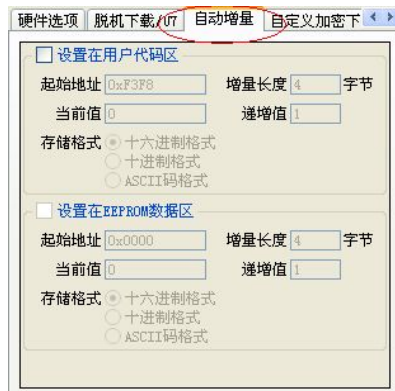 硬件选项 脱机下载/U7 自动增量 自定义加密下
设置在用户代码区
起始地址 0xF3F8 增量长度 4 字节
当前值 0 递增值 1
存储格式 十六进制格式
十进制格式
ASCII码格式
设置在EEPROM数据区
起始地址 0x0000 增量长度 4 字节
当前值 0 递增值 1
存储格式 十六进制格式
十进制格式
ASCII码格式